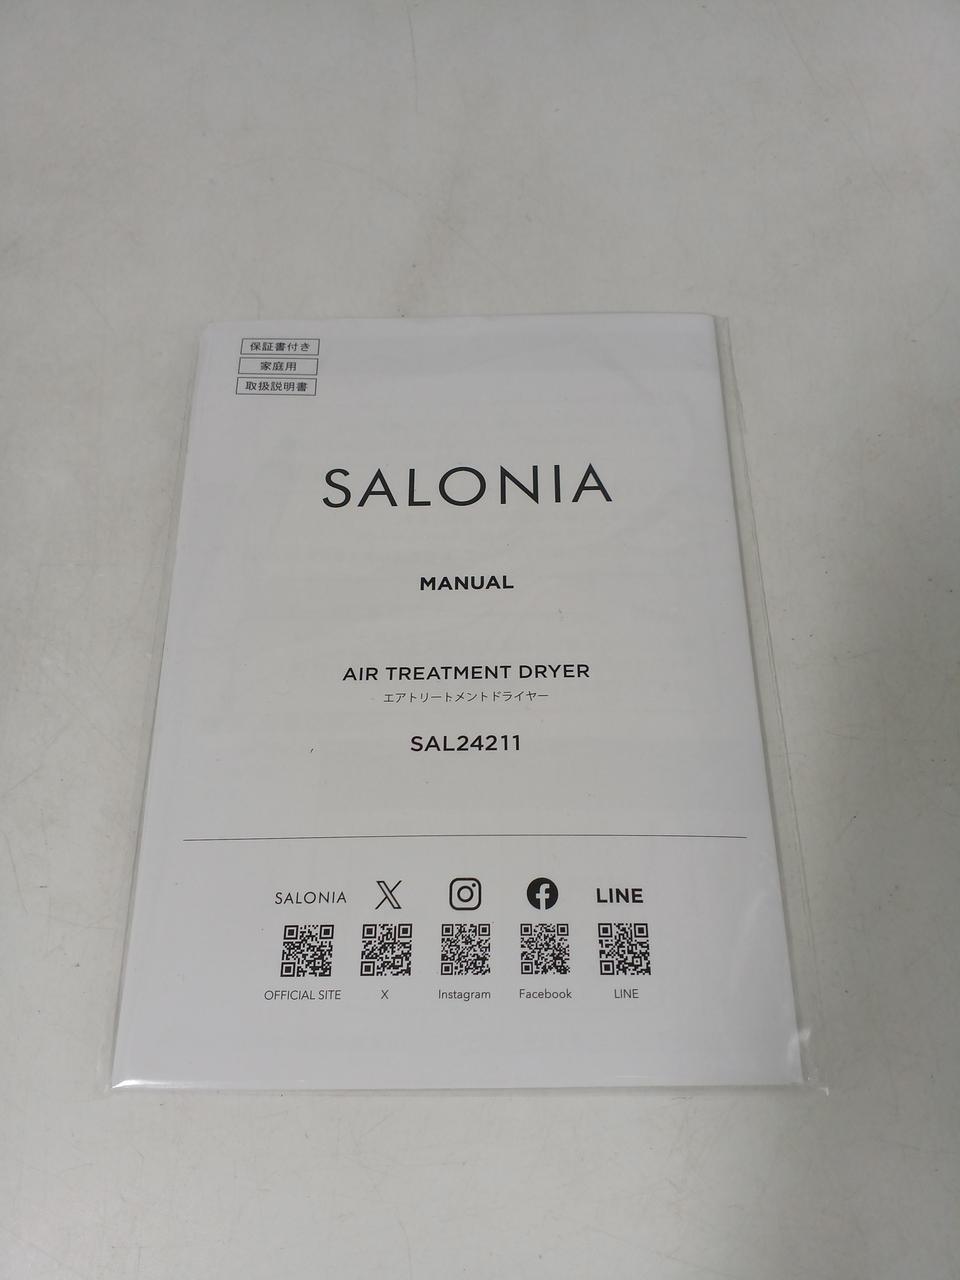 保証書付き
家庭用
取扱説明書
SALONIA
MANUAL
AIR TREATMENT DRYER
エアトリートメントドライヤー
SAL24211
SALONIA LINE
OFFICIAL SITE X Instagram Facebook LINE